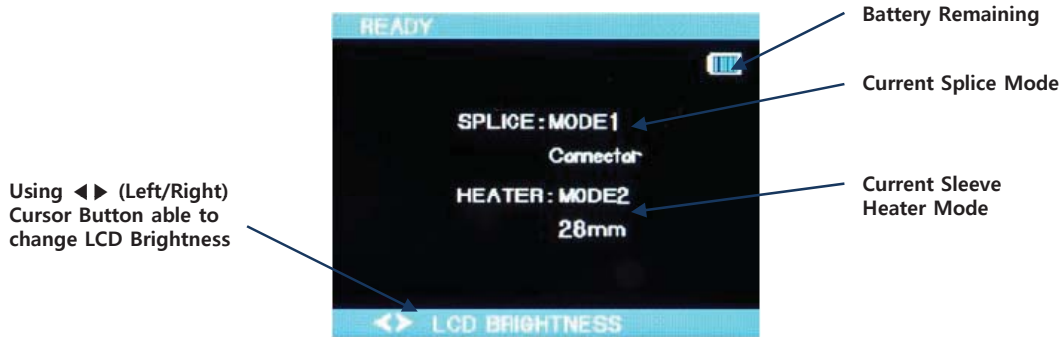 READY
SPLICE:MODE1
Connector
HEATER:MODE2
28mm
<> LCD BRIGHTNESS
Battery Remaining
Current Splice Mode
Current Sleeve
Heater Mode
Using ◀ ▶ (Left/Right)
Cursor Button able to
change LCD Brightness